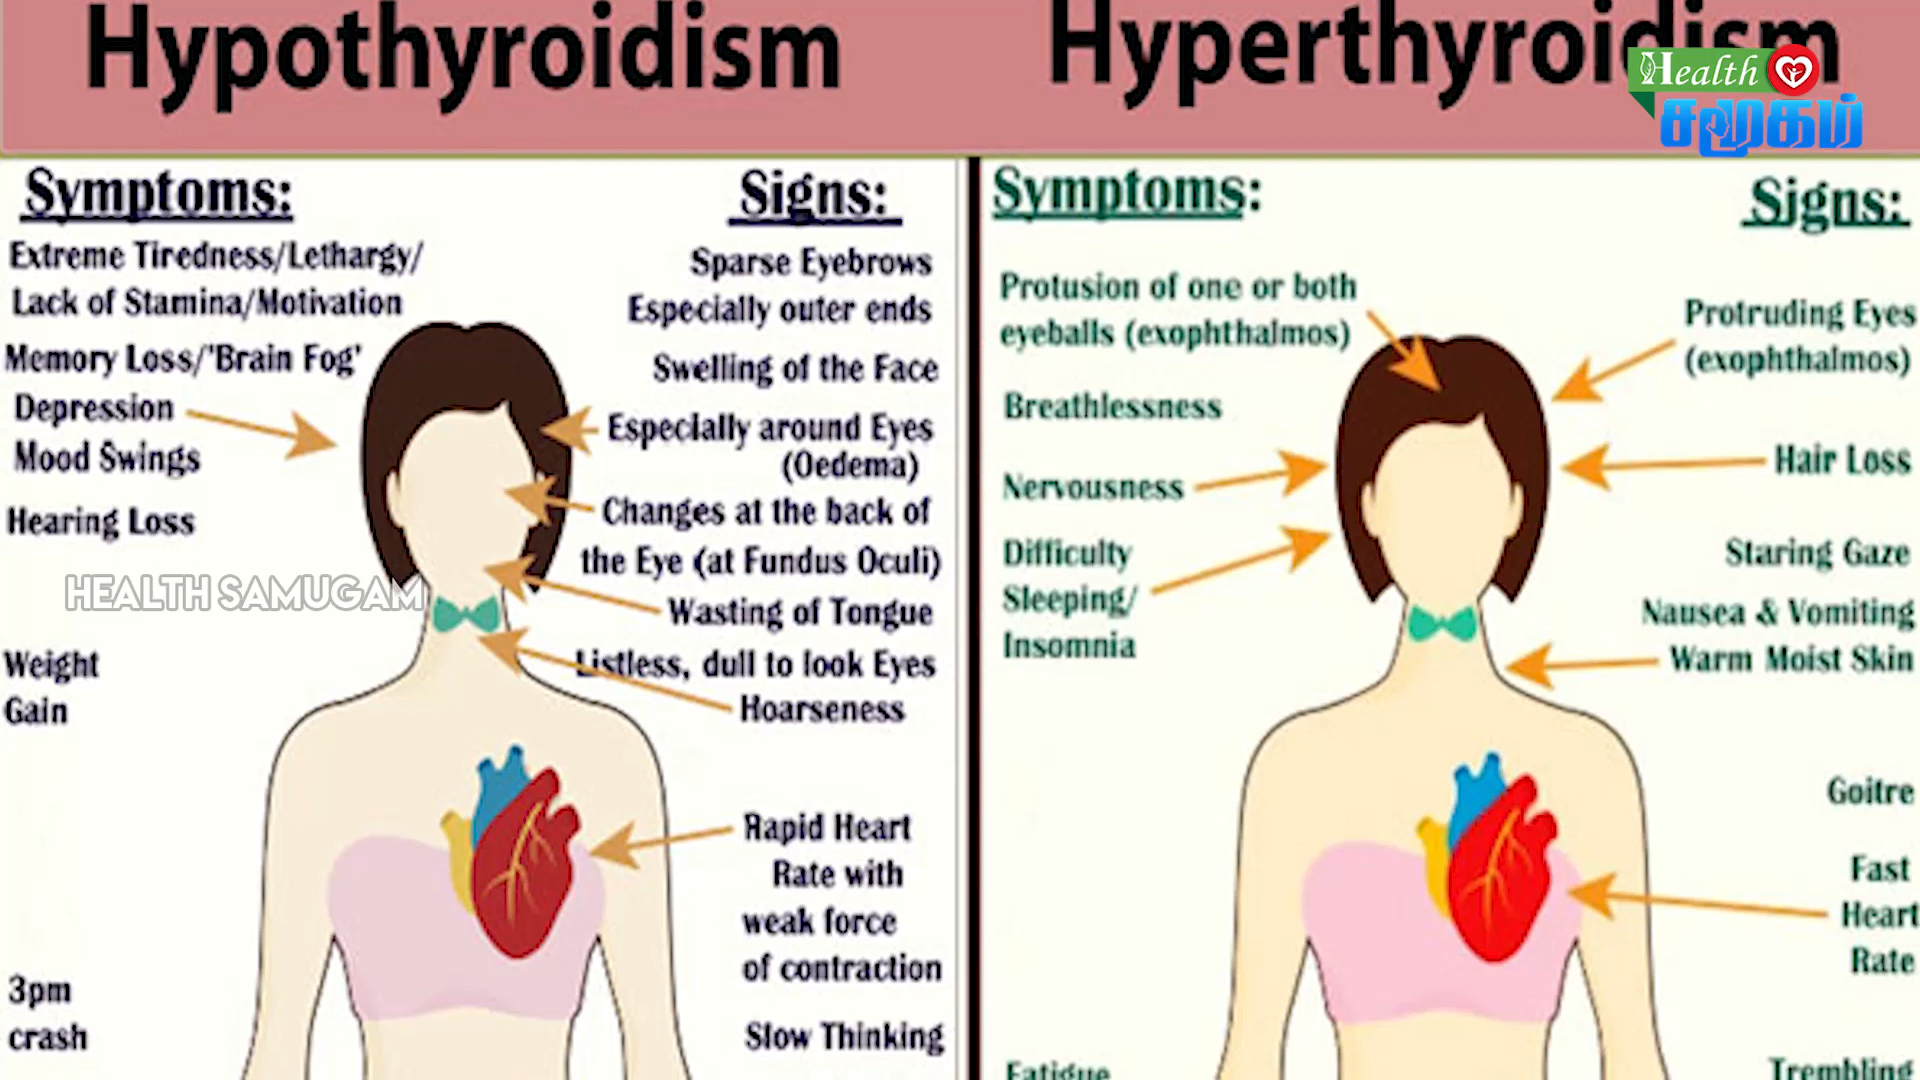 Hypothyroidism
Symptoms:
Extreme Tiredness/Lethargy/
Lack of Stamina/Motivation
Memory Loss/'Brain Fog'
Depression
Mood Swings
Hearing Loss
HEALTH SAMUGAM
Weight
Gain
3pm
crash
Signs:
Sparse Eyebrows
Especially outer ends
Swelling of the Face
Especially around Eyes
(Oedema)
Changes at the back of
the Eye (at Fundus Oculi)
Wasting of Tongue
Listless, dull to look Eyes
Hoarseness
Rapid Heart
Rate with
weak force
of contraction
Slow Thinking
Hyperthyroidism
Health
சமூகம்
Symptoms:
Protusion of one or both
eyeballs (exophthalmos)
Breathlessness
Nervousness
Difficulty
Sleeping/
Insomnia
Fatigue
Signs:
Protruding Eyes
(exophthalmos)
Hair Loss
Staring Gaze
Nausea & Vomiting
Warm Moist Skin
Goitre
Fast
Heart
Rate
Trembling